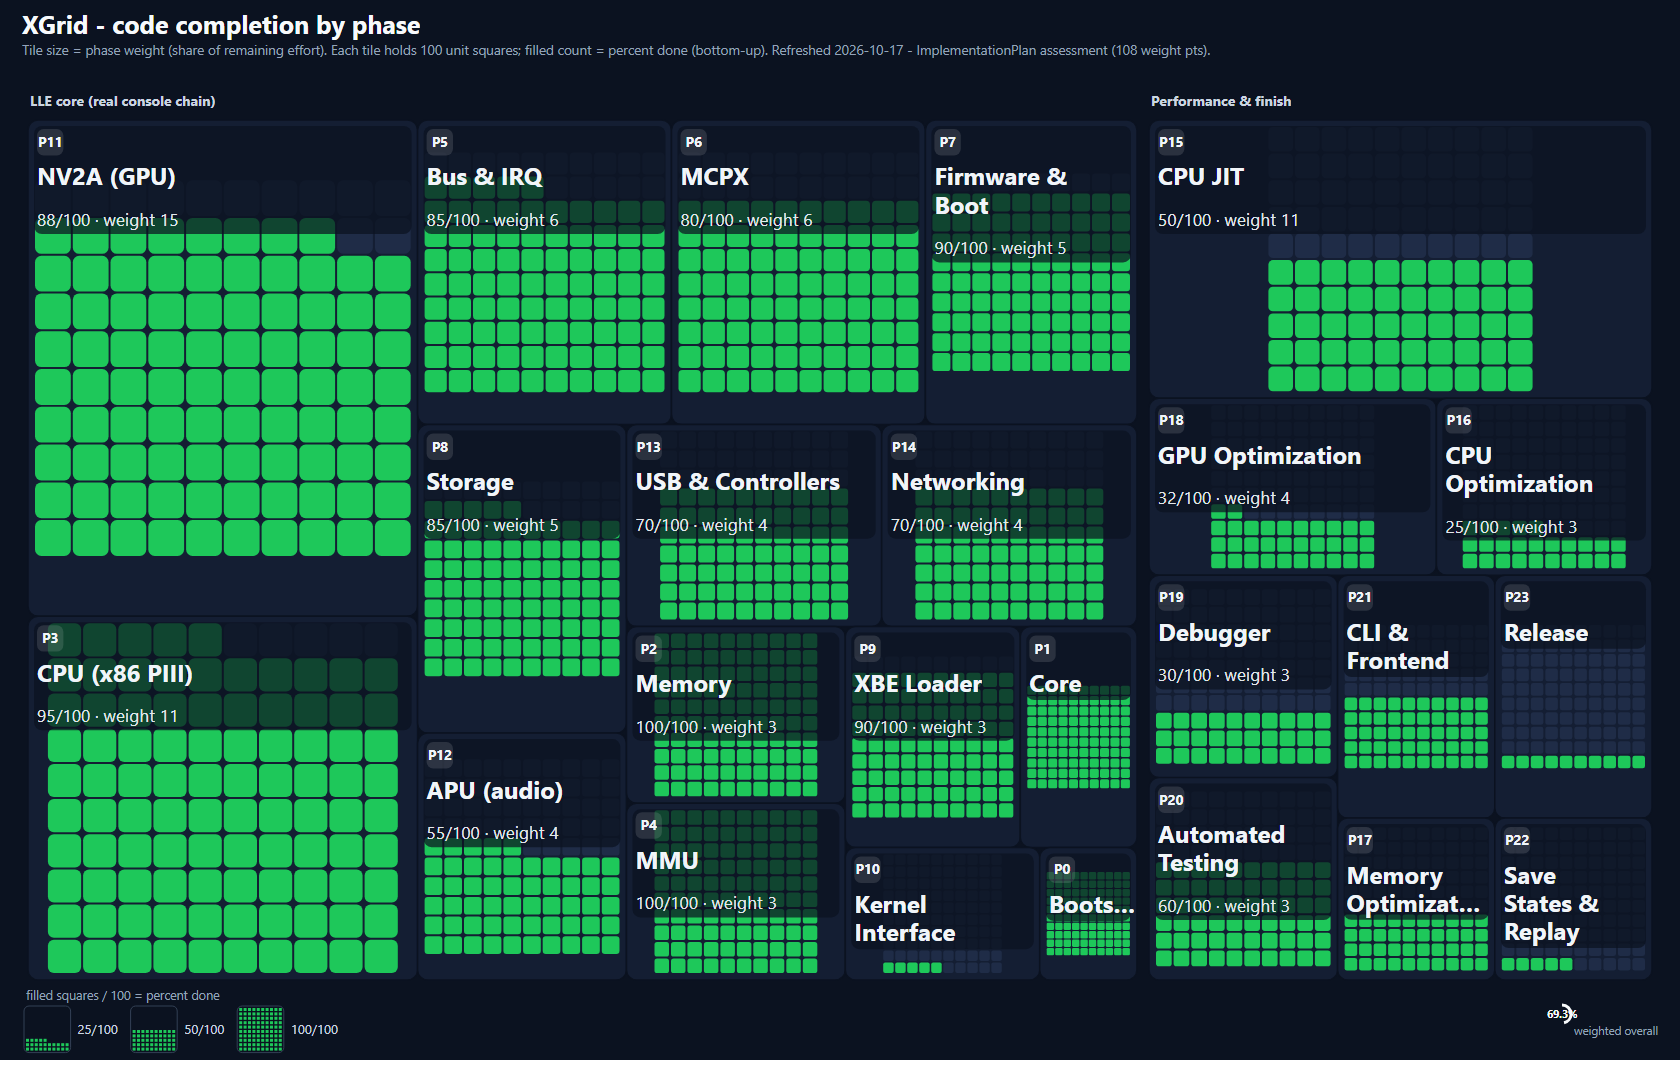 XGrid - code completion by phase
Tile size = phase weight (share of remaining effort). Each tile holds 100 unit squares; filled count = percent done (bottom-up). Refreshed 2026-10-17 - ImplementationPlan assessment (108 weight pts).
LLE core (real console chain)
P11
NV2A (GPU)
88/100 · weight 15
P5
Bus & IRQ
85/100 · weight 6
P6
MCPX
80/100 · weight 6
P7
Firmware &
Boot
90/100 · weight 5
P8
Storage
85/100 · weight 5
P13
USB & Controllers
70/100 · weight 4
P14
Networking
70/100 · weight 4
P3
CPU (x86 PIII)
95/100 · weight 11
P2
Memory
100/100 · weight 3
P9
XBE Loader
90/100 · weight 3
P1
Core
P12
APU (audio)
55/100 · weight 4
P4
MMU
100/100 · weight 3
P10
Kernel
Interface
P0
Boots...
Performance & finish
P15
CPU JIT
50/100 · weight 11
P18
GPU Optimization
32/100 · weight 4
P16
CPU
Optimization
25/100 · weight 3
P19
Debugger
30/100 · weight 3
P21
CLI &
Frontend
P23
Release
P20
Automated
Testing
60/100 · weight 3
P17
Memory
Optimizat...
P22
Save
States &
Replay
filled squares / 100 = percent done
25/100
50/100
100/100
69.3%
weighted overall